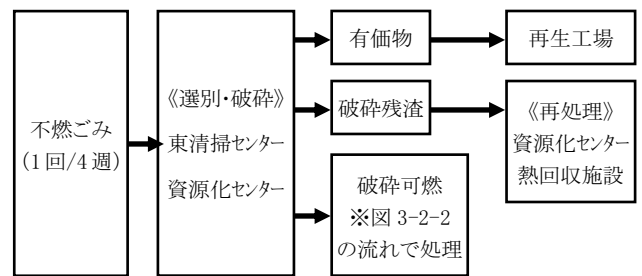 不燃ごみ
(1回/4週)
《選別・破砕》
東清掃センター
資源化センター
有価物
再生工場
破砕残渣
《再処理》
資源化センター
熱回収施設
破砕可燃
※図 3-2-2
の流れで処理